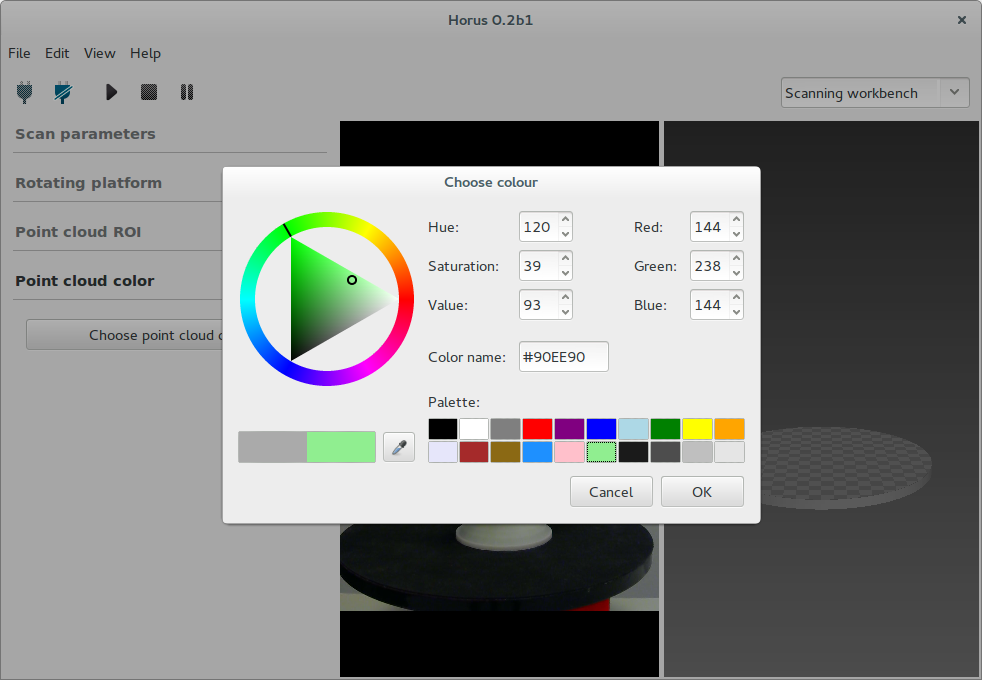 Horus 0.2b1
File Edit View Help
Scanning workbench
Scan parameters
Rotating platform
Point cloud ROI
Point cloud color
Choose point cloud c
Choose colour
Hue: 120 Red: 144
Saturation: 39 Green: 238
Value: 93 Blue: 144
Color name: #90EE90
Palette:
Cancel OK